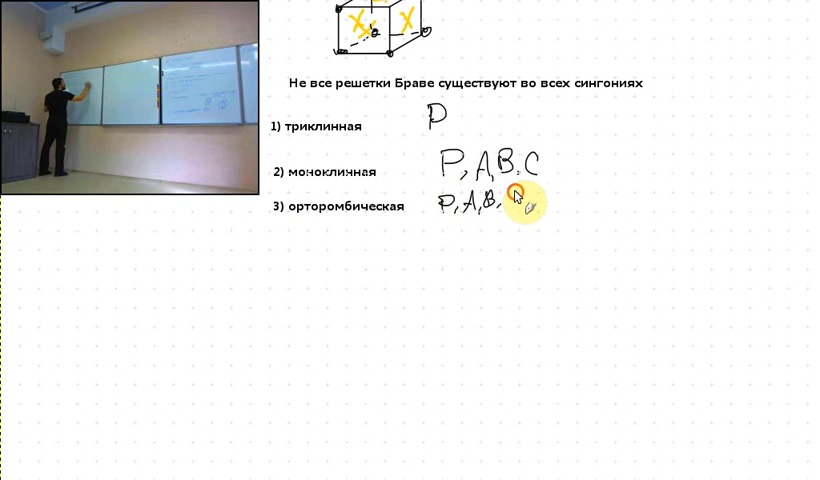 Не все решетки Браве существуют во всех сингониях
1) триклинная P
2) моноклинная P, A, B, C
3) орторомбическая P, A, B,